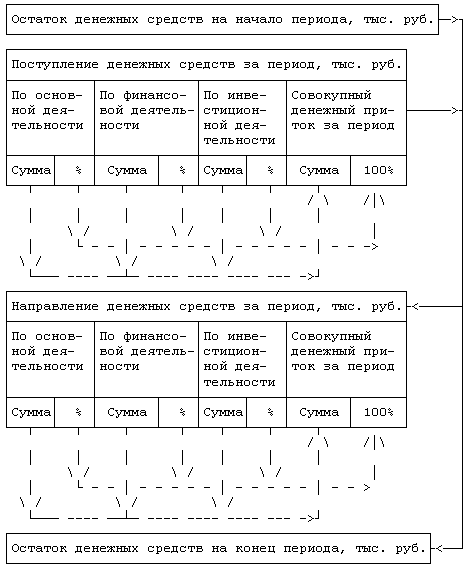 Остаток денежных средств на начало периода, тыс. руб.
Поступление денежных средств за период, тыс. руб.
По основ-
ной дея-
тельности
По финансо-
вой деятель-
ности
По инве-
стицион-
ной дея-
тельности
Совокупный
денежный при-
ток за период
Сумма % Сумма % Сумма % Сумма 100%
Направление денежных средств за период, тыс. руб.
По основ-
ной дея-
тельности
По финансо-
вой деятель-
ности
По инве-
стицион-
ной дея-
тельности
Совокупный
денежный при-
ток за период
Сумма % Сумма % Сумма % Сумма 100%
Остаток денежных средств на конец периода, тыс. руб.